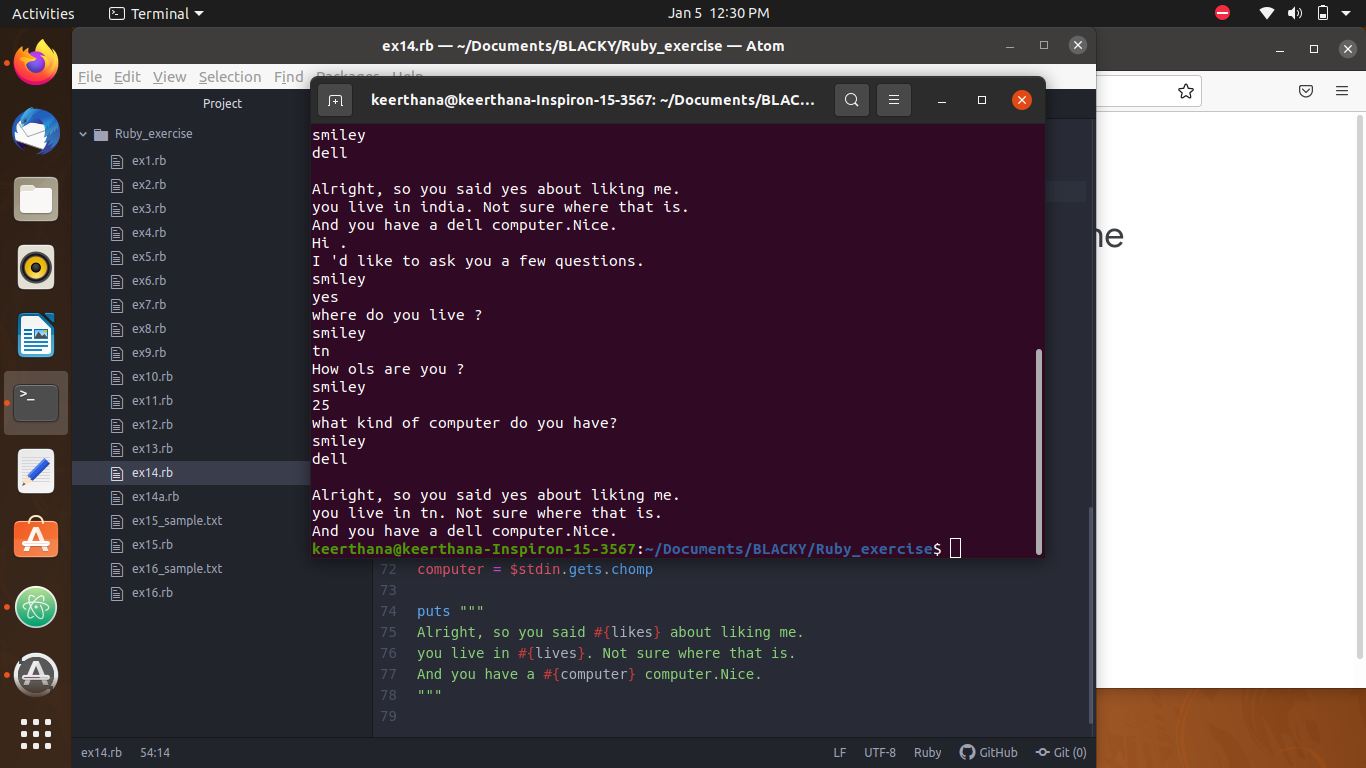 Activities
Terminal
Jan 5 12:30 PM
ex14.rb — ~/Documents/BLACKY/Ruby_exercise — Atom
File Edit View Selection Find Packages Help
Project
Ruby_exercise
ex1.rb
ex2.rb
ex3.rb
ex4.rb
ex5.rb
ex6.rb
ex7.rb
ex8.rb
ex9.rb
ex10.rb
ex11.rb
ex12.rb
ex13.rb
ex14.rb
ex14a.rb
ex15_sample.txt
ex15.rb
ex16_sample.txt
ex16.rb
keerthana@keerthana-Inspiron-15-3567: ~/Documents/BLAC...
smiley
dell
Alright, so you said yes about liking me.
you live in india. Not sure where that is.
And you have a dell computer.Nice.
Hi .
I 'd like to ask you a few questions.
smiley
yes
where do you live ?
smiley
tn
How ols are you ?
smiley
25
what kind of computer do you have?
smiley
dell
Alright, so you said yes about liking me.
you live in tn. Not sure where that is.
And you have a dell computer.Nice.
keerthana@keerthana-Inspiron-15-3567:~/Documents/BLACKY/Ruby_exercise$
72 computer = $stdin.gets.chomp
73
74 puts """
75 Alright, so you said #{likes} about liking me.
76 you live in #{lives}. Not sure where that is.
77 And you have a #{computer} computer.Nice.
78 """
79
ex14.rb 54:14
LF UTF-8 Ruby GitHub Git (0)